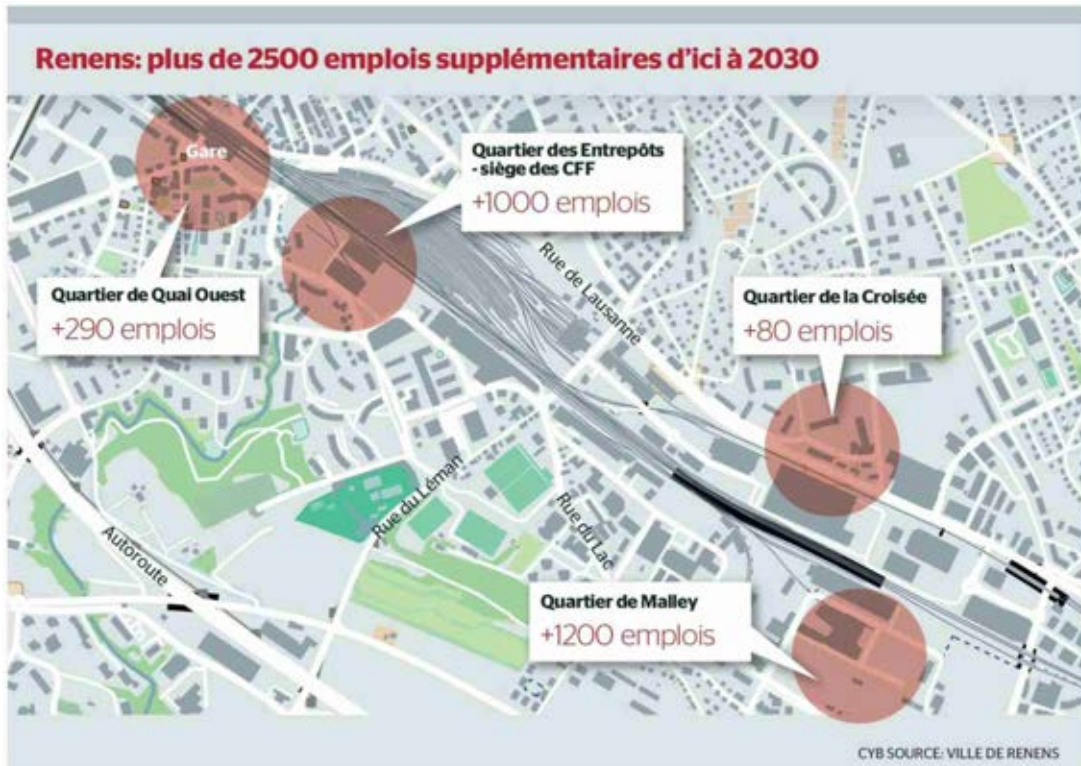 Renens: plus de 2500 emplois supplémentaires d'ici à 2030
Gare
Quartier des Entrepôts
- siège des CFF
+1000 emplois
Rue de Lausanne
Quartier de Quai Ouest
+290 emplois
Quartier de la Croisée
+80 emplois
Rue du Léman
Rue du Lac
Autoroute
Quartier de Malley
+1200 emplois
CYB SOURCE: VILLE DE RENENS